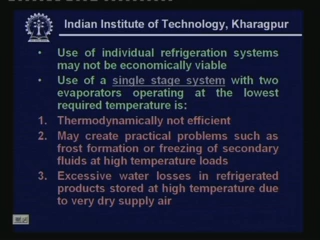 Indian Institute of Technology, Kharagpur
• Use of individual refrigeration systems
may not be economically viable
• Use of a single stage system with two
evaporators operating at the lowest
required temperature is:
1. Thermodynamically not efficient
2. May create practical problems such as
frost formation or freezing of secondary
fluids at high temperature loads
3. Excessive water losses in refrigerated
products stored at high temperature due
to very dry supply air